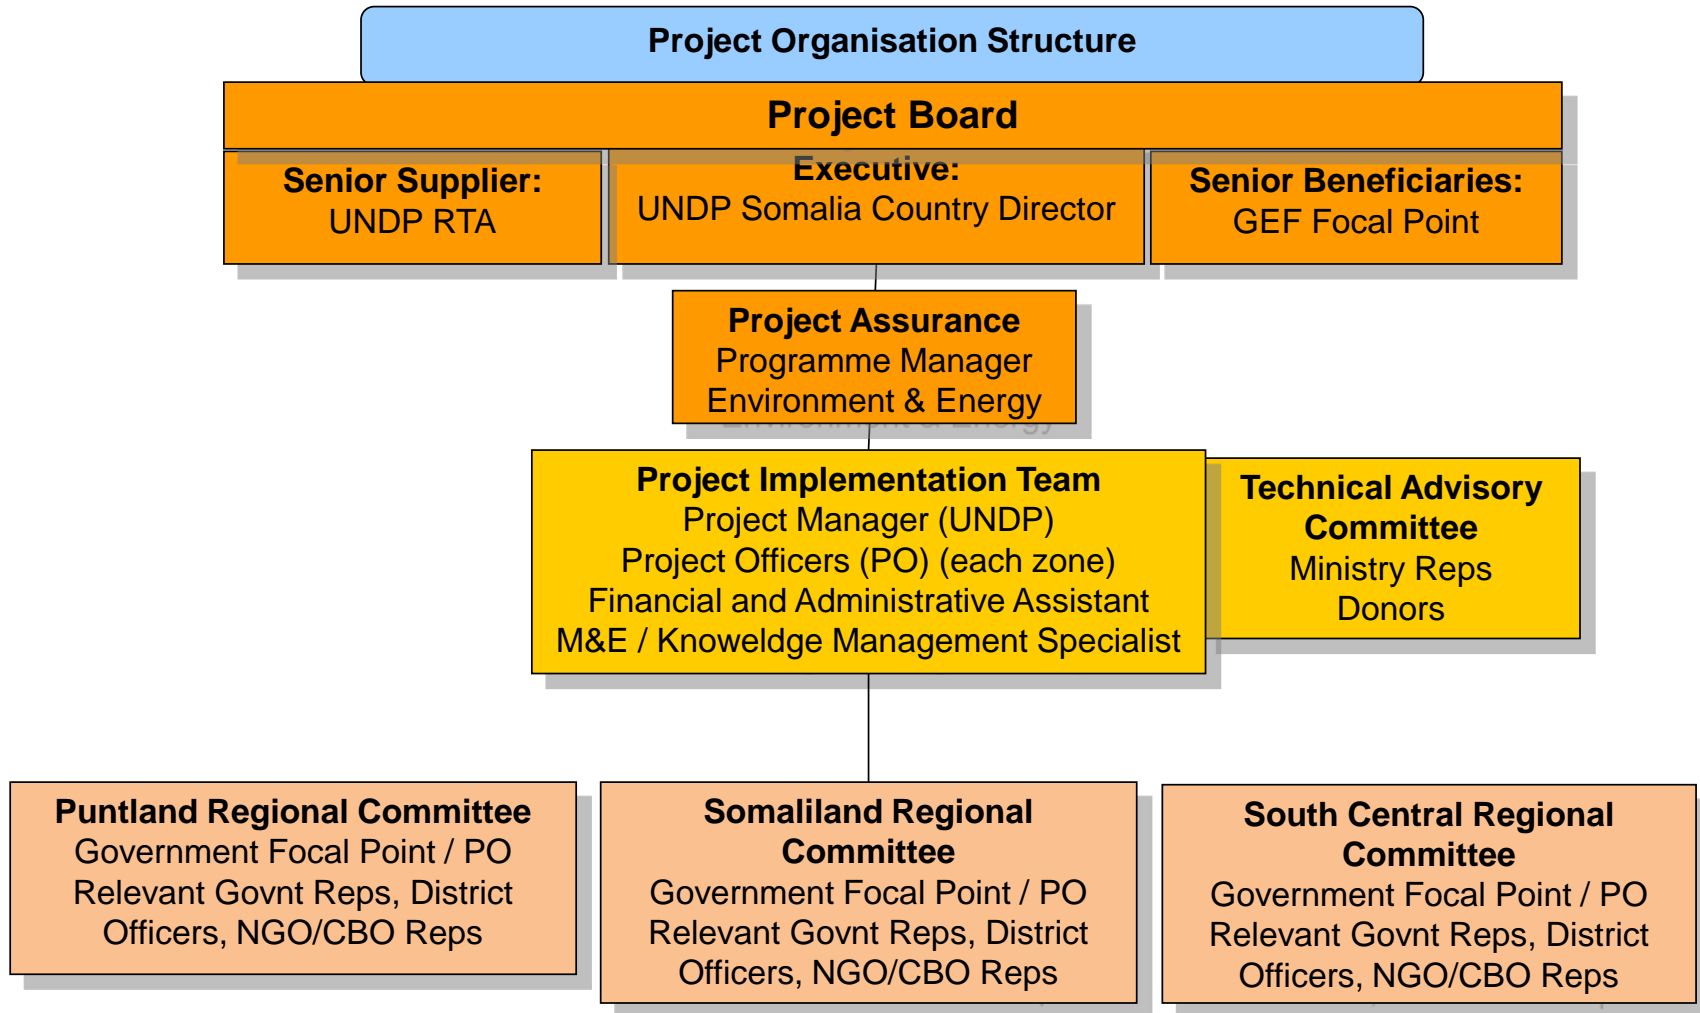 Project Organisation Structure
Project Board
Senior Supplier:
UNDP RTA
Executive:
UNDP Somalia Country Director
Senior Beneficiaries:
GEF Focal Point
Project Assurance
Programme Manager
Environment & Energy
Project Implementation Team
Project Manager (UNDP)
Project Officers (PO) (each zone)
Financial and Administrative Assistant
M&E / Knoweldge Management Specialist
Technical Advisory
Committee
Ministry Reps
Donors
Puntland Regional Committee
Government Focal Point / PO
Relevant Govnt Reps, District
Officers, NGO/CBO Reps
Somaliland Regional
Committee
Government Focal Point / PO
Relevant Govnt Reps, District
Officers, NGO/CBO Reps
South Central Regional
Committee
Government Focal Point / PO
Relevant Govnt Reps, District
Officers, NGO/CBO Reps